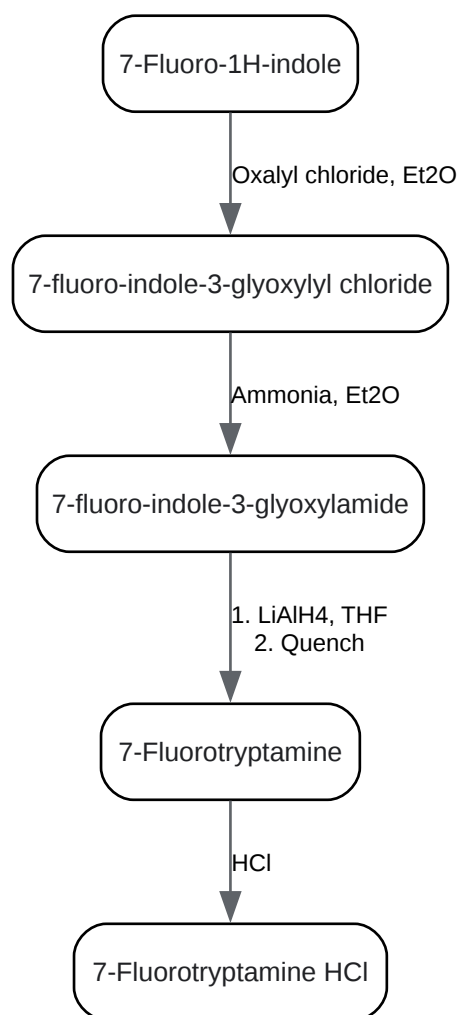 7-Fluoro-1H-indole
Oxalyl chloride, Et2O
7-fluoro-indole-3-glyoxylyl chloride
Ammonia, Et2O
7-fluoro-indole-3-glyoxylamide
1. LiAlH4, THF
2. Quench
7-Fluorotryptamine
HCl
7-Fluorotryptamine HCl